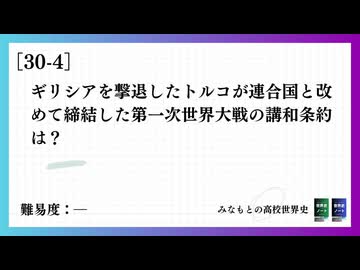 [30-4]
ギリシアを撃退したトルコが連合国と改
めて締結した第一次世界大戦の講和条約
は？
難易度：―
みなもとの高校世界史